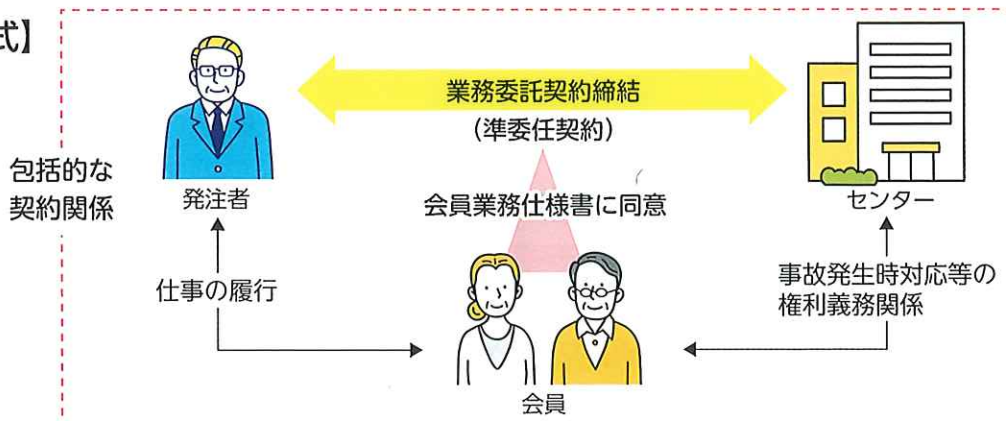 式】
業務委託契約締結
(準委任契約)
包括的な
契約関係
発注者
会員業務仕様書に同意
センター
仕事の履行
事故発生時対応等の
権利義務関係
会員